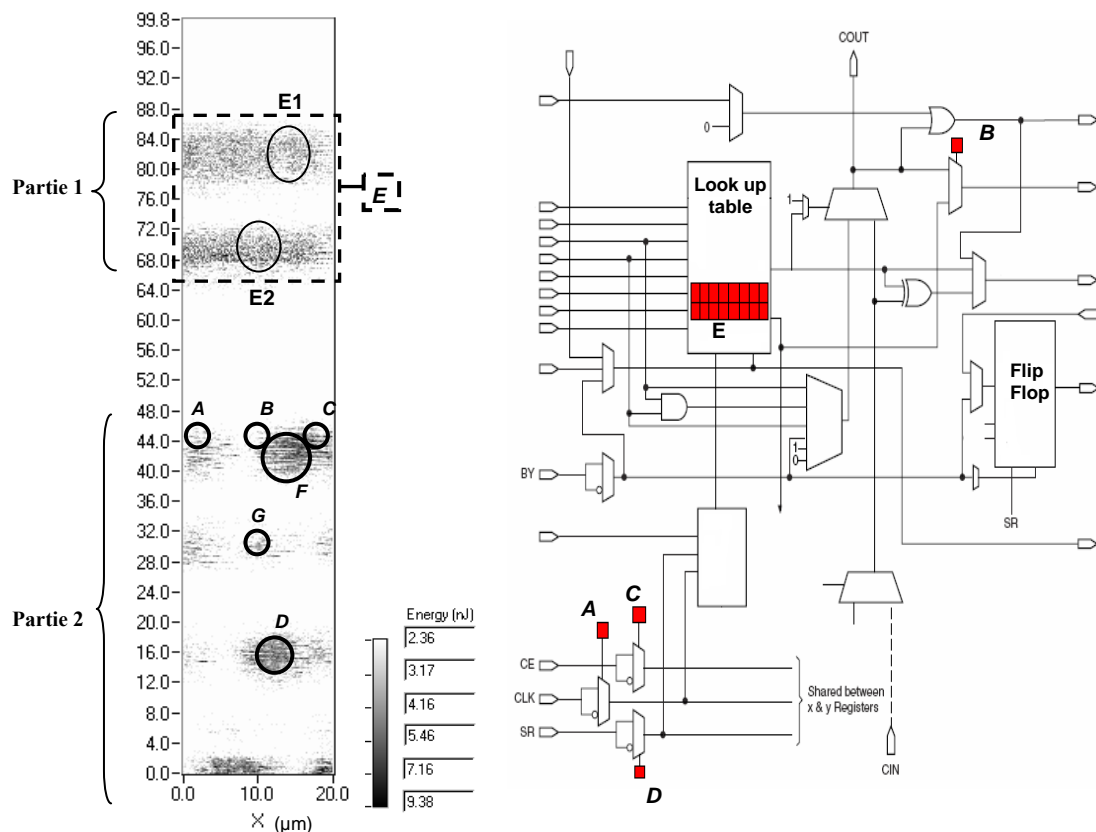 99.8
96.0
92.0
88.0
84.0
80.0
76.0
72.0
68.0
64.0
60.0
56.0
52.0
48.0
44.0
40.0
36.0
32.0
28.0
24.0
20.0
16.0
12.0
8.0
4.0
0.0
0.0 10.0 20.0
X (µm)
Partie 1
Partie 2
E1
E2
E
A B C
F
G
D
Energy (nJ)
2.36
3.17
4.16
5.46
7.16
9.38
COUT
0
B
Look up
table
1
E
Flip
Flop
1
0
BY
SR
A C
CE
CLK
SR
D
Shared between
x & y Registers
CIN